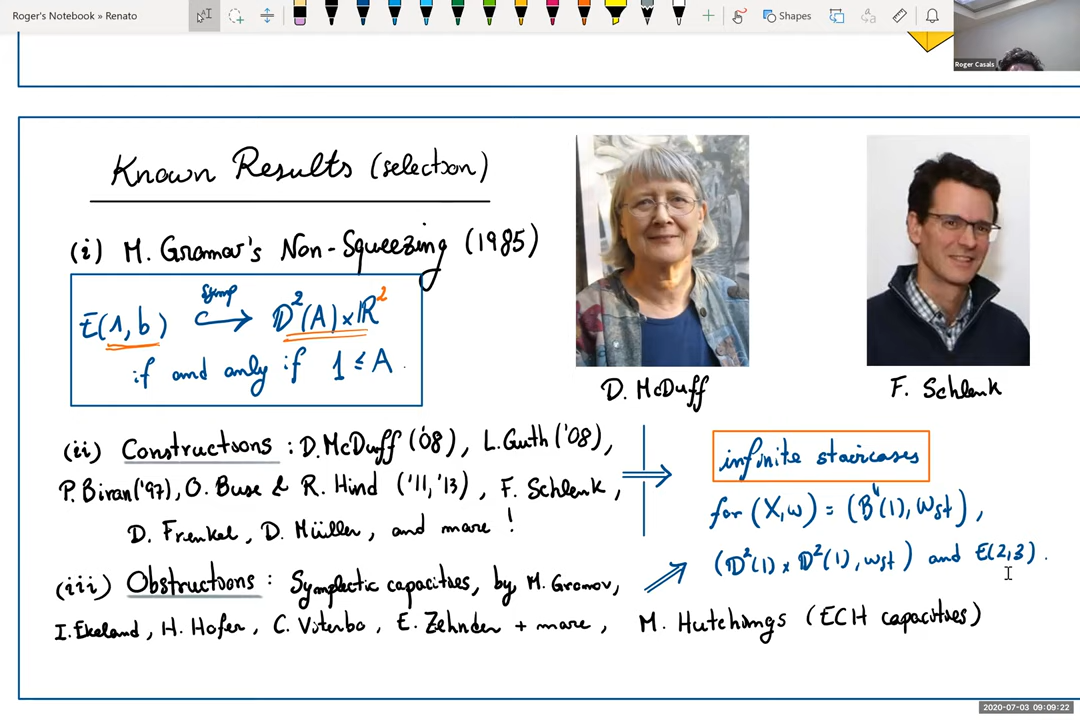 Roger's Notebook » Renato
Shapes
Roger Casals
Known Results (selection)
(i) M. Gromov's Non-Squeezing (1985)
E(1,b) symp ↪ D²(A)×R²
if and only if 1 ≤ A.
D. McDuff
F. Schlenk
(ii) Constructions : D. McDuff ('08), L. Guth ('08),
P. Biran ('97), O. Buse & R. Hind ('11, '13), F. Schlenk,
D. Frenkel, D. Müller, and more !
(iii) Obstructions : Symplectic capacities, by M. Gromov,
I. Ekeland, H. Hofer, C. Viterbo, E. Zehnder + more, M. Hutchings (ECH capacities)
infinite staircases
for (X,ω) = (B⁴(1), ωst),
(D²(1) × D²(1), ωst) and E(2,3).
2020-07-03 09:09:22